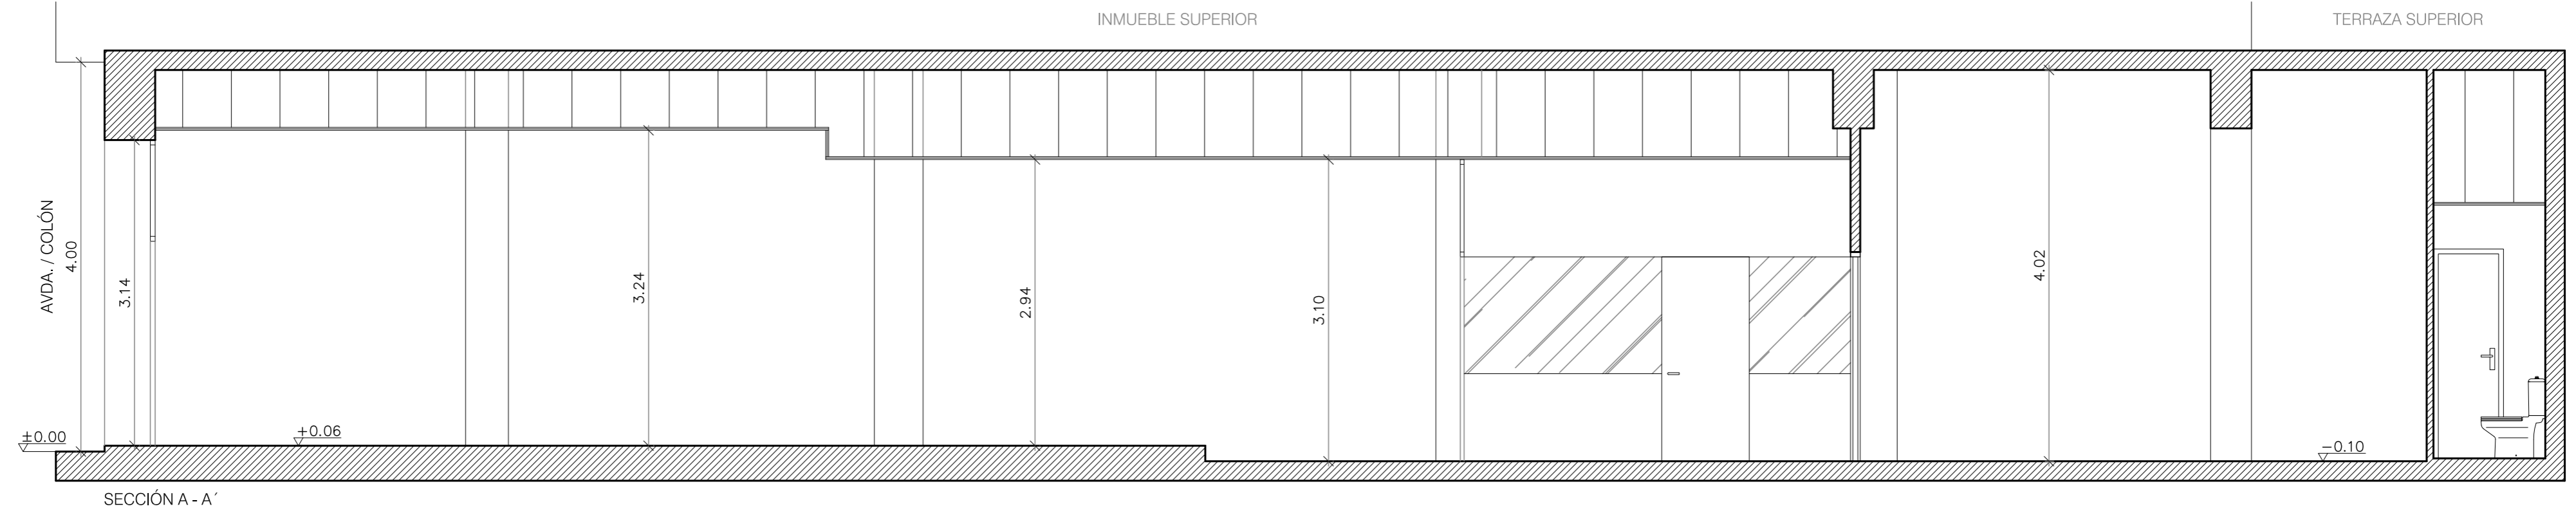 INMUEBLE SUPERIOR
TERRAZA SUPERIOR
AVDA. / COLÓN
4.00
3.14
3.24
2.94
3.10
4.02
±0.00
+0.06
−0.10
SECCIÓN A - A´